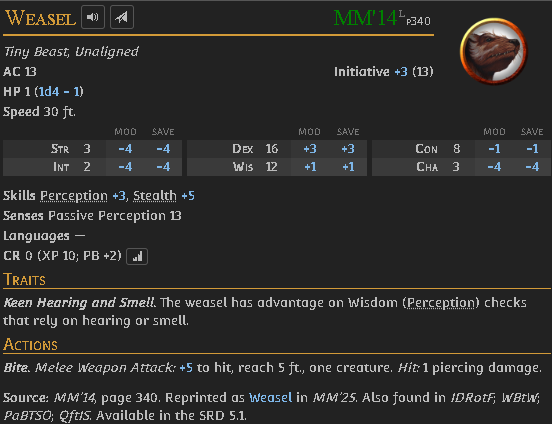 WEASEL MM'14 L p340
Tiny Beast, Unaligned
AC 13 Initiative +3 (13)
HP 1 (1d4 − 1)
Speed 30 ft.
MOD SAVE MOD SAVE MOD SAVE
STR 3 −4 −4 DEX 16 +3 +3 CON 8 −1 −1
INT 2 −4 −4 WIS 12 +1 +1 CHA 3 −4 −4
Skills Perception +3, Stealth +5
Senses Passive Perception 13
Languages —
CR 0 (XP 10; PB +2)
TRAITS
Keen Hearing and Smell. The weasel has advantage on Wisdom (Perception) checks
that rely on hearing or smell.
ACTIONS
Bite. Melee Weapon Attack: +5 to hit, reach 5 ft., one creature. Hit: 1 piercing damage.
Source: MM'14, page 340. Reprinted as Weasel in MM'25. Also found in IDRotF; WBtW;
PaBTSO; QftIS. Available in the SRD 5.1.